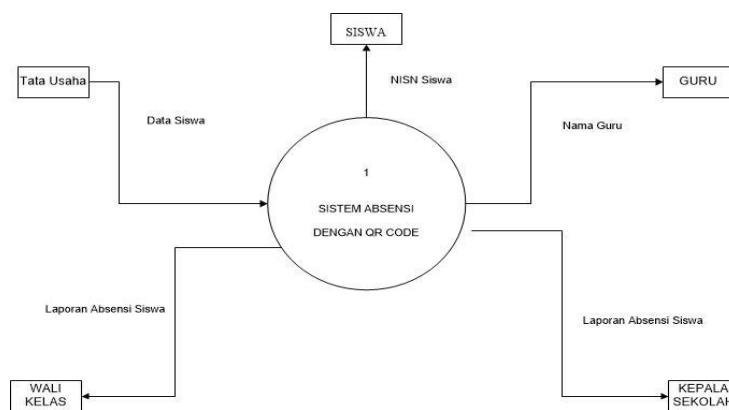 SISWA
Tata Usaha
NISN Siswa
GURU
Data Siswa
Nama Guru
1
SISTEM ABSENSI
DENGAN QR CODE
Laporan Absensi Siswa
Laporan Absensi Siswa
WALI
KELAS
KEPALA
SEKOLAH